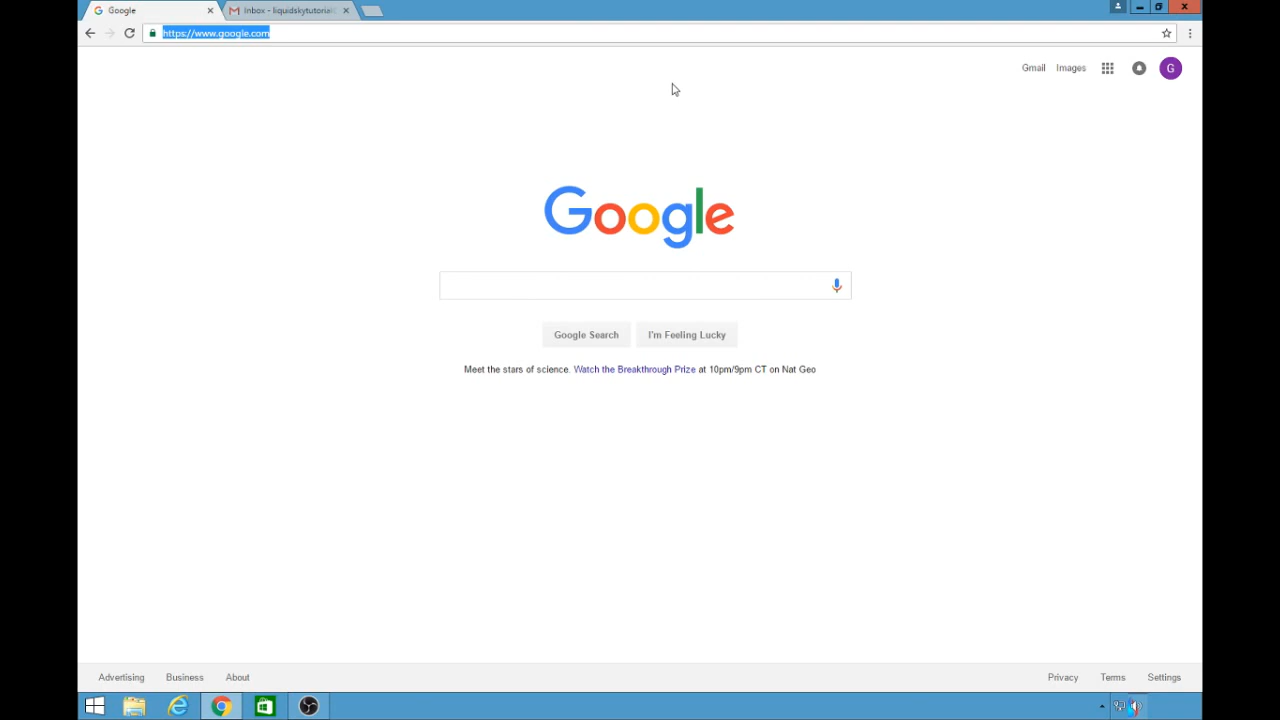 Google
Inbox - liquidskytutorial
https://www.google.com
Gmail Images G
Google
Google Search I'm Feeling Lucky
Meet the stars of science. Watch the Breakthrough Prize at 10pm/9pm CT on Nat Geo
Advertising Business About Privacy Terms Settings